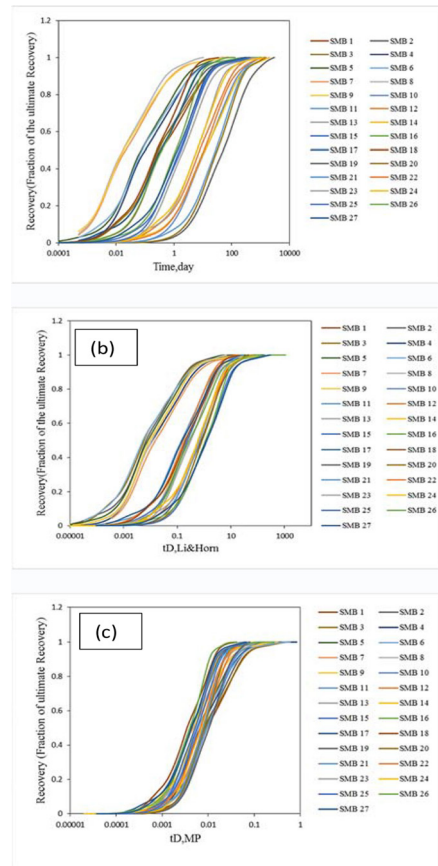 1.2
1
0.8
0.6
0.4
0.2
0
Recovery(Fraction of the ultimate Recovery)
0.0001 0.01 1 100 10000
Time,day
SMB 1 SMB 2
SMB 3 SMB 4
SMB 5 SMB 6
SMB 7 SMB 8
SMB 9 SMB 10
SMB 11 SMB 12
SMB 13 SMB 14
SMB 15 SMB 16
SMB 17 SMB 18
SMB 19 SMB 20
SMB 21 SMB 22
SMB 23 SMB 24
SMB 25 SMB 26
SMB 27
(b)
1.2
1
0.8
0.6
0.4
0.2
0
Recovery(Fraction of the ultimate Recovery)
0.00001 0.001 0.1 10 1000
tD,Li&Horn
SMB 1 SMB 2
SMB 3 SMB 4
SMB 5 SMB 6
SMB 7 SMB 8
SMB 9 SMB 10
SMB 11 SMB 12
SMB 13 SMB 14
SMB 15 SMB 16
SMB 17 SMB 18
SMB 19 SMB 20
SMB 21 SMB 22
SMB 23 SMB 24
SMB 25 SMB 26
SMB 27
(c)
1.2
1
0.8
0.6
0.4
0.2
0
Recovery (Fraction of ultimate Recovery)
0.00001 0.0001 0.001 0.01 0.1 1
tD,MP
SMB 1 SMB 2
SMB 3 SMB 4
SMB 5 SMB 6
SMB 7 SMB 8
SMB 9 SMB 10
SMB 11 SMB 12
SMB 13 SMB 14
SMB 15 SMB 16
SMB 17 SMB 18
SMB 19 SMB 20
SMB 21 SMB 22
SMB 23 SMB 24
SMB 25 SMB 26
SMB 27